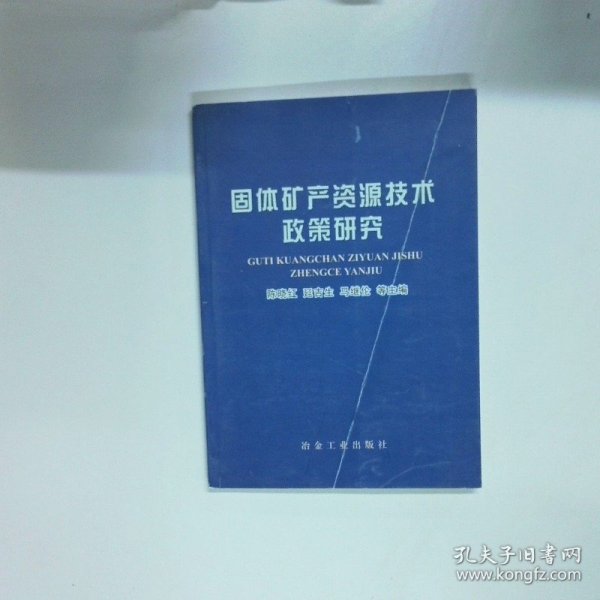 固体矿产资源技术
政策研究
GUTI KUANGCHAN ZIYUAN JISHU
ZHENGCE YANJIU
陈晓红 吉生 马继伦 等主编
冶金工业出版社
孔夫子旧书网
www.kongfz.com